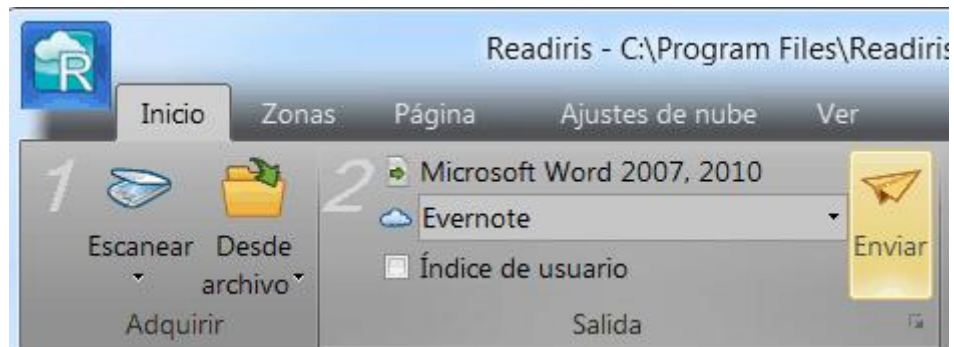 Readiris - C:\Program Files\Readiris
R
Inicio Zonas Página Ajustes de nube Ver
1
Escanear
Desde archivo
Adquirir
2
Microsoft Word 2007, 2010
Evernote
Índice de usuario
Enviar
Salida